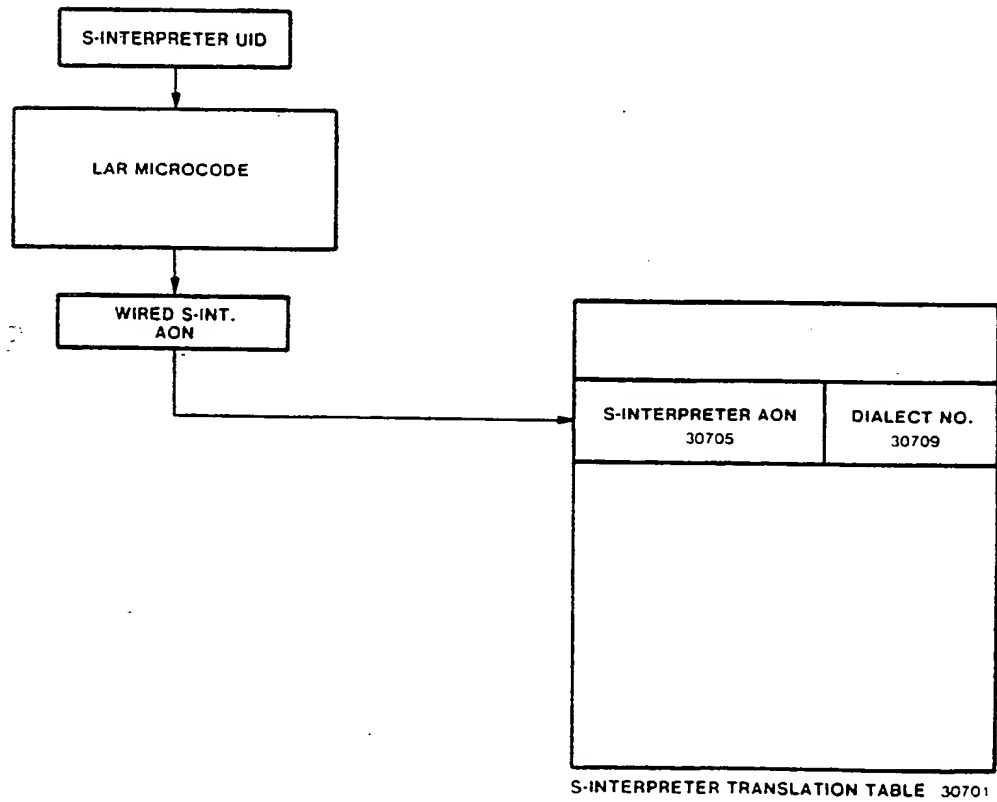 S-INTERPRETER UID
LAR MICROCODE
WIRED S-INT.
AON
S-INTERPRETER AON
30705
DIALECT NO.
30709
S-INTERPRETER TRANSLATION TABLE 30701